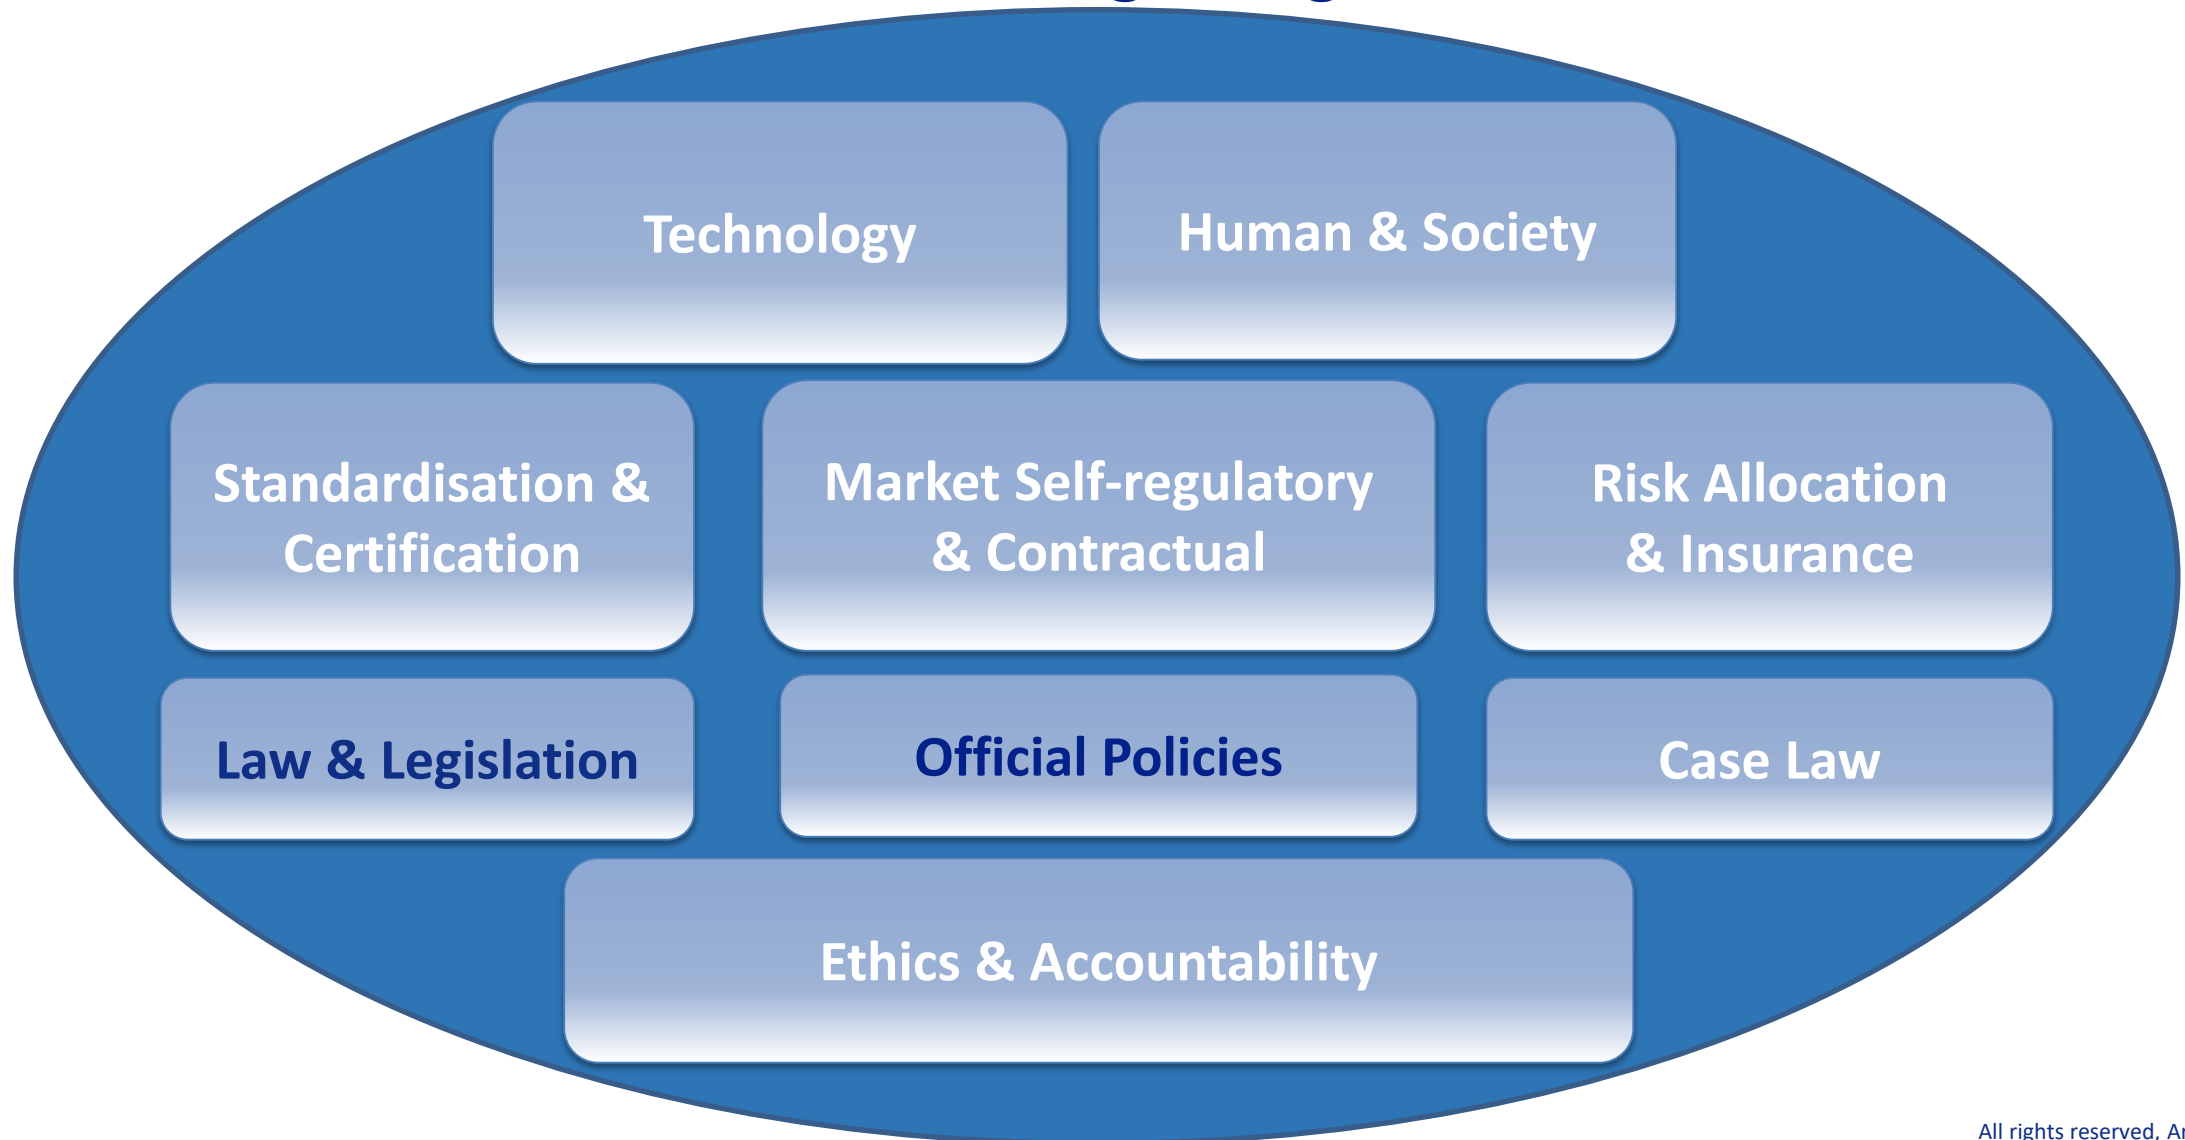 Technology
Human & Society
Standardisation &
Certification
Market Self-regulatory
& Contractual
Risk Allocation
& Insurance
Law & Legislation
Official Policies
Case Law
Ethics & Accountability
All rights reserved,